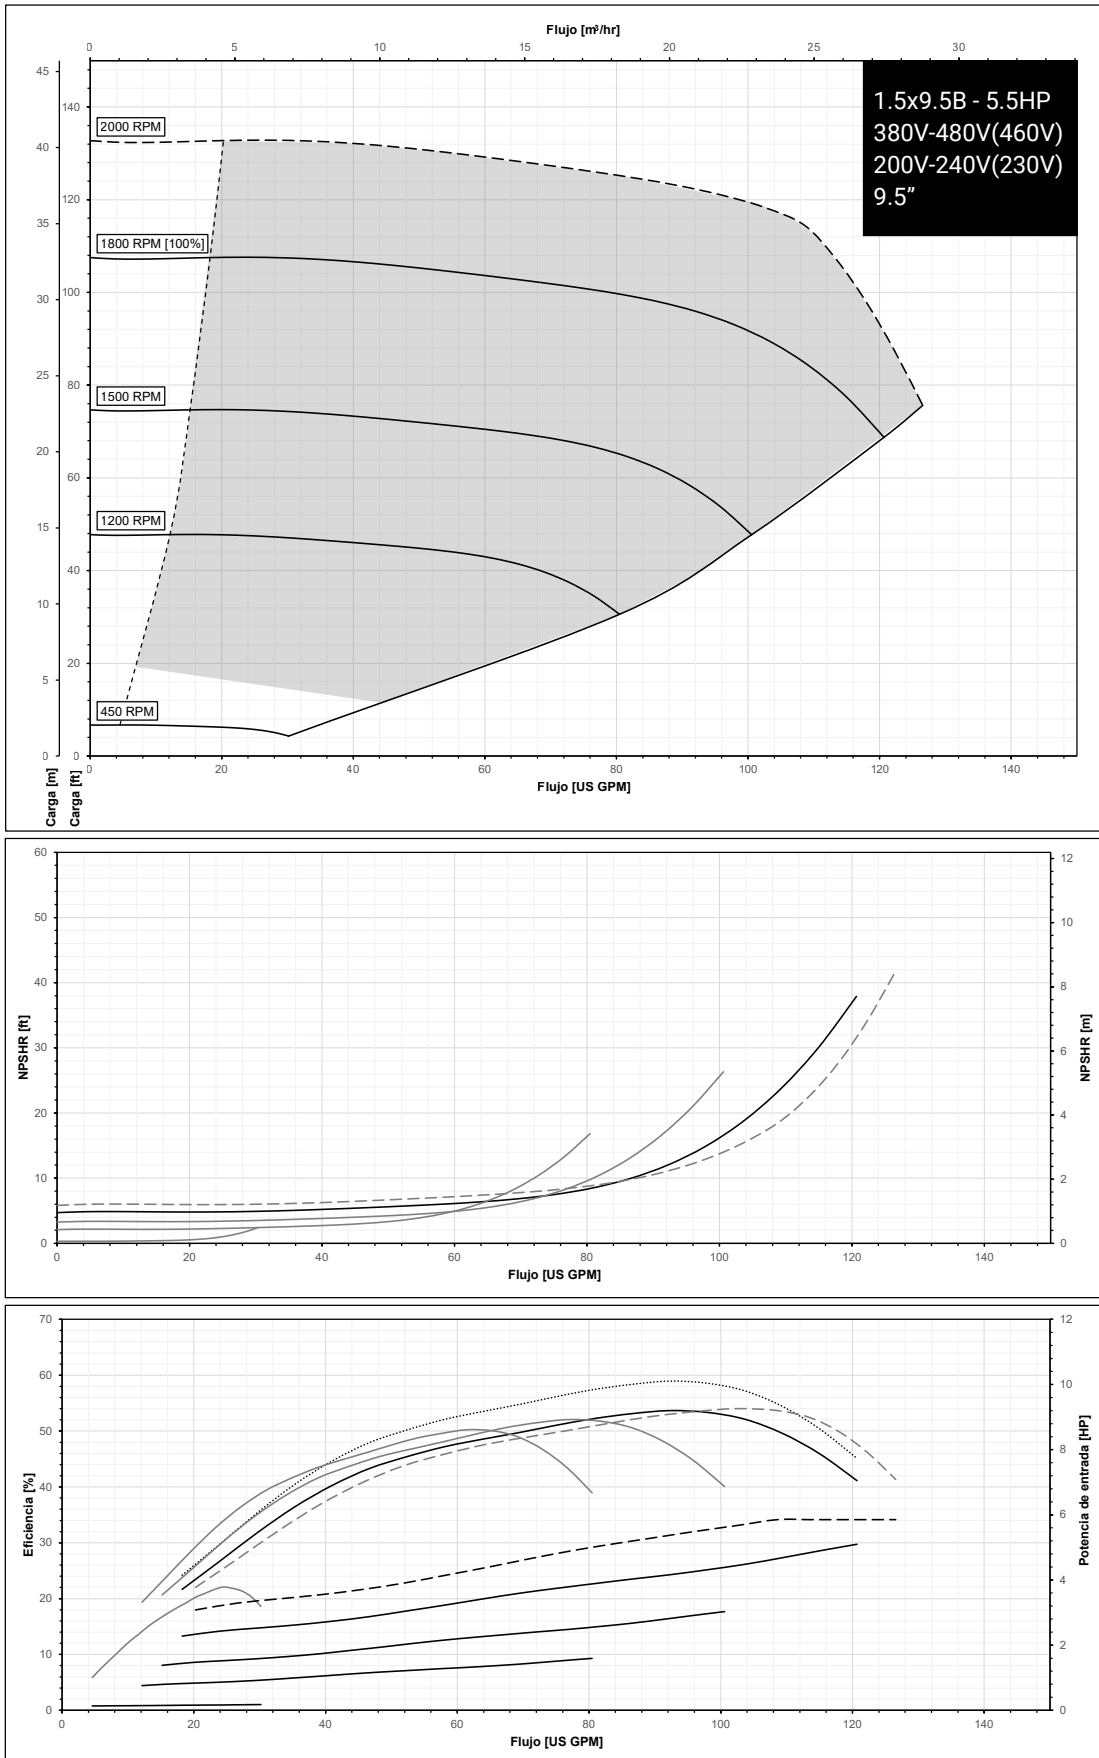 Flujo [m³/hr]
0 5 10 15 20 25 30
1.5x9.5B - 5.5HP
380V-480V(460V)
200V-240V(230V)
9.5”
45
40
35
30
25
20
15
10
5
0
Carga [m]
140
120
100
80
60
40
20
0
Carga [ft]
2000 RPM
1800 RPM [100%]
1500 RPM
1200 RPM
450 RPM
0 20 40 60 80 100 120 140
Flujo [US GPM]
60
50
40
30
20
10
0
NPSHR [ft]
12
10
8
6
4
2
0
NPSHR [m]
0 20 40 60 80 100 120 140
Flujo [US GPM]
70
60
50
40
30
20
10
0
Eficiencia [%]
12
10
8
6
4
2
0
Potencia de entrada [HP]
0 20 40 60 80 100 120 140
Flujo [US GPM]